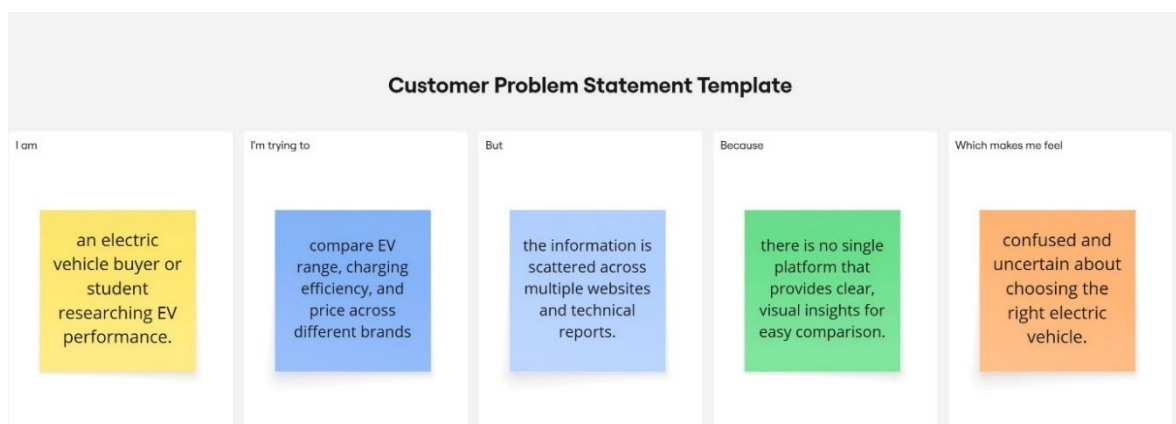 Customer Problem Statement Template
I am
an electric
vehicle buyer or
student
researching EV
performance.
I'm trying to
compare EV
range, charging
efficiency, and
price across
different brands
But
the information is
scattered across
multiple websites
and technical
reports.
Because
there is no single
platform that
provides clear,
visual insights for
easy comparison.
Which makes me feel
confused and
uncertain about
choosing the
right electric
vehicle.